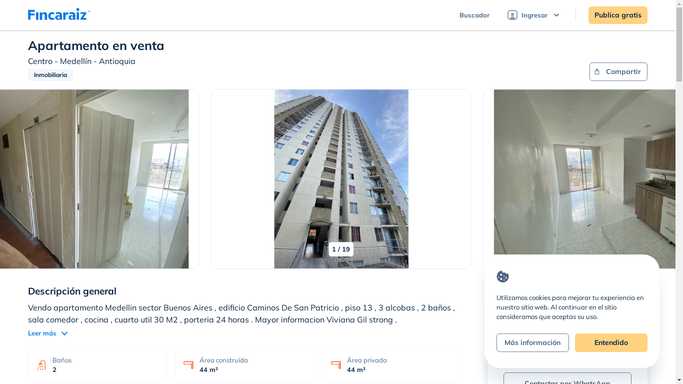 Fincaraiz
Buscador
Ingresar
Publica gratis
Apartamento en venta
Centro - Medellín - Antioquia
Inmobiliaria
Compartir
1 / 19
Descripción general
Vendo apartamento Medellin sector Buenos Aires , edificio Caminos De San Patricio , piso 13 , 3 alcobas , 2 baños ,
sala comedor , cocina , cuarto util 30 M2 , porteria 24 horas . Mayor informacion Viviana Gil strong .
Leer más
Baños
2
Área construida
44 m²
Área privada
44 m²
Utilizamos cookies para mejorar tu experiencia en
nuestro sitio web. Al continuar en el sitio
consideramos que aceptas su uso.
Más información
Entendido
Contactar por WhatsApp